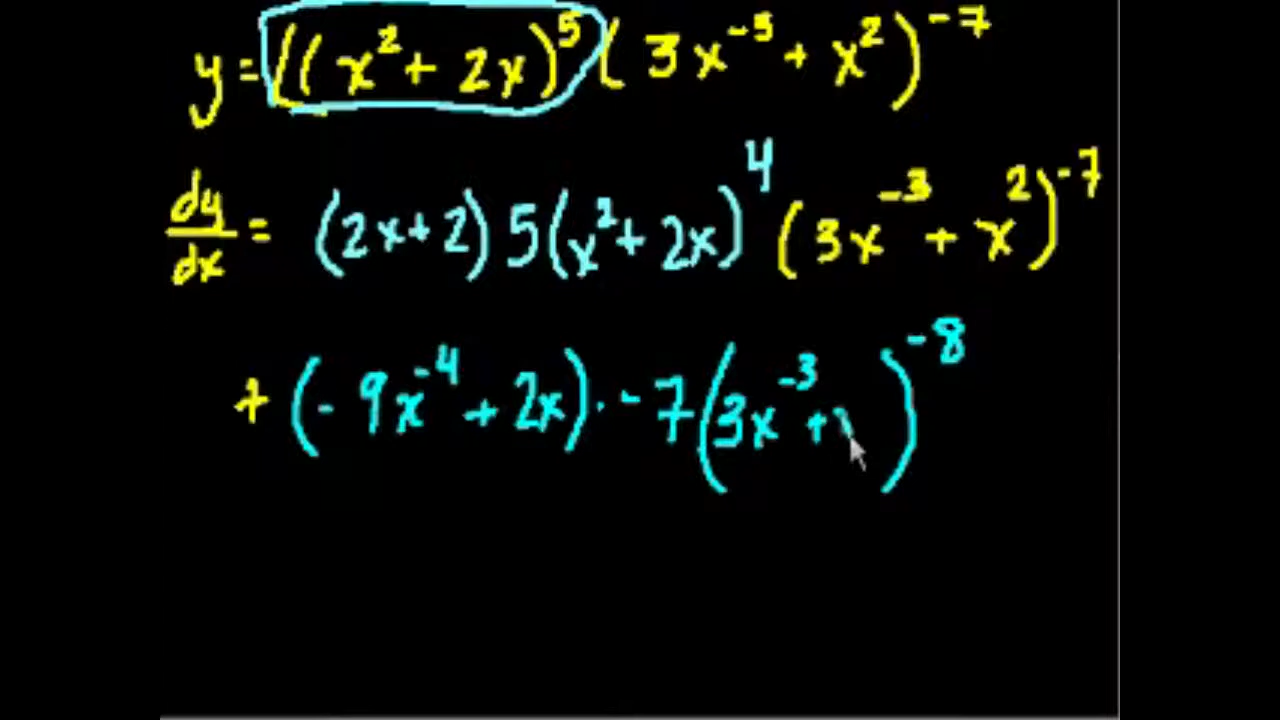 y = ((x² + 2x)⁵ (3x⁻³ + x²)⁻⁷
dy/dx = (2x+2) 5(x² + 2x)⁴ (3x⁻³ + x²)⁻⁷
+ (-9x⁻⁴ + 2x) · -7(3x⁻³ + )⁻⁸